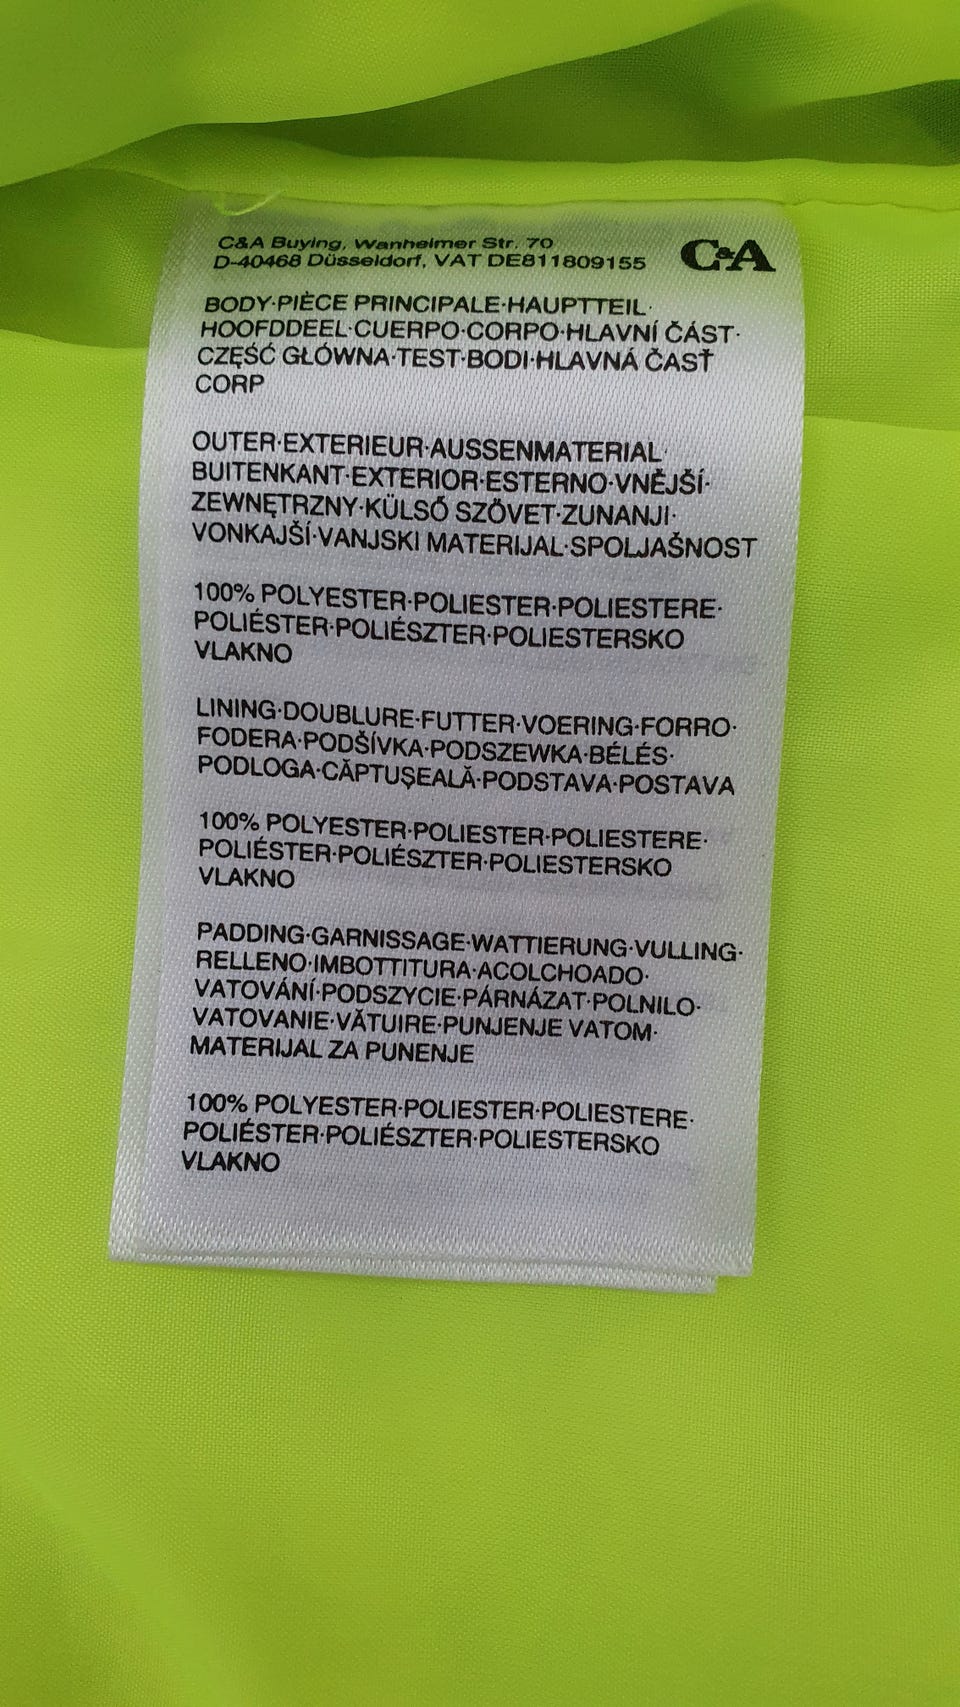 C&A Buying, Wanheimer Str. 70
D-40468 Düsseldorf, VAT DE811809155
C&A
BODY·PIÈCE PRINCIPALE·HAUPTTEIL·
HOOFDDEEL·CUERPO·CORPO·HLAVNÍ ČÁST·
CZĘŚĆ GŁÓWNA·TEST·BODI·HLAVNÁ ČASŤ
CORP
OUTER·EXTERIEUR·AUSSENMATERIAL·
BUITENKANT·EXTERIOR·ESTERNO·VNĚJŠÍ·
ZEWNĘTRZNY·KÜLSŐ SZÖVET·ZUNANJI·
VONKAJŠÍ·VANJSKI MATERIJAL·SPOLJAŠNOST
100% POLYESTER·POLIESTER·POLIESTERE·
POLIÉSTER·POLIÉSZTER·POLIESTERSKO
VLAKNO
LINING·DOUBLURE·FUTTER·VOERING·FORRO·
FODERA·PODŠÍVKA·PODSZEWKA·BÉLÉS·
PODLOGA·CĂPTUȘEALĂ·PODSTAVA·POSTAVA
100% POLYESTER·POLIESTER·POLIESTERE·
POLIÉSTER·POLIÉSZTER·POLIESTERSKO
VLAKNO
PADDING·GARNISSAGE·WATTIERUNG·VULLING·
RELLENO·IMBOTTITURA·ACOLCHOADO·
VATOVÁNÍ·PODSZYCIE·PÁRNÁZAT·POLNILO·
VATOVANIE·VĂTUIRE·PUNJENJE VATOM·
MATERIJAL ZA PUNENJE
100% POLYESTER·POLIESTER·POLIESTERE·
POLIÉSTER·POLIÉSZTER·POLIESTERSKO
VLAKNO